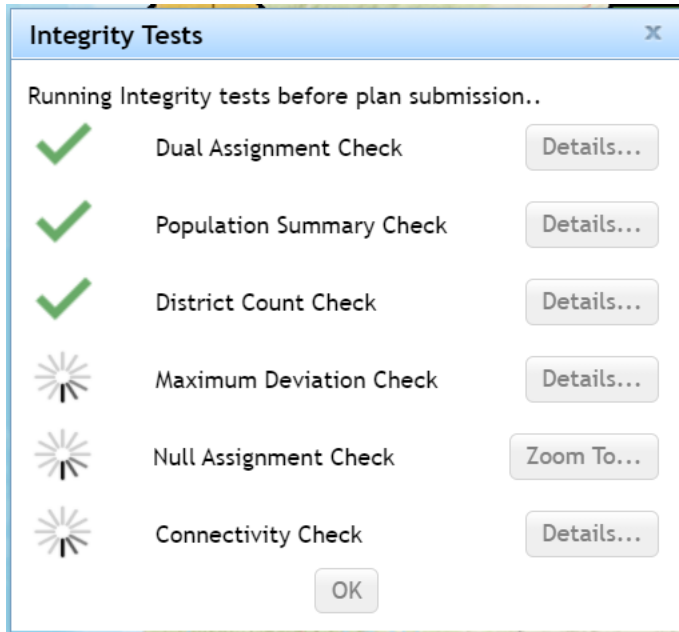 Integrity Tests x
Running Integrity tests before plan submission..
Dual Assignment Check Details...
Population Summary Check Details...
District Count Check Details...
Maximum Deviation Check Details...
Null Assignment Check Zoom To...
Connectivity Check Details...
OK